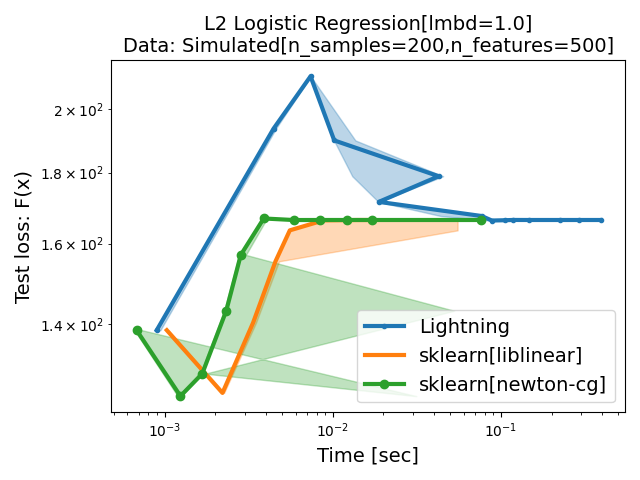 L2 Logistic Regression[lmbd=1.0]
Data: Simulated[n_samples=200,n_features=500]
Test loss: F(x)
2 × 10²
1.8 × 10²
1.6 × 10²
1.4 × 10²
Lightning
sklearn[liblinear]
sklearn[newton-cg]
10⁻³
10⁻²
10⁻¹
Time [sec]